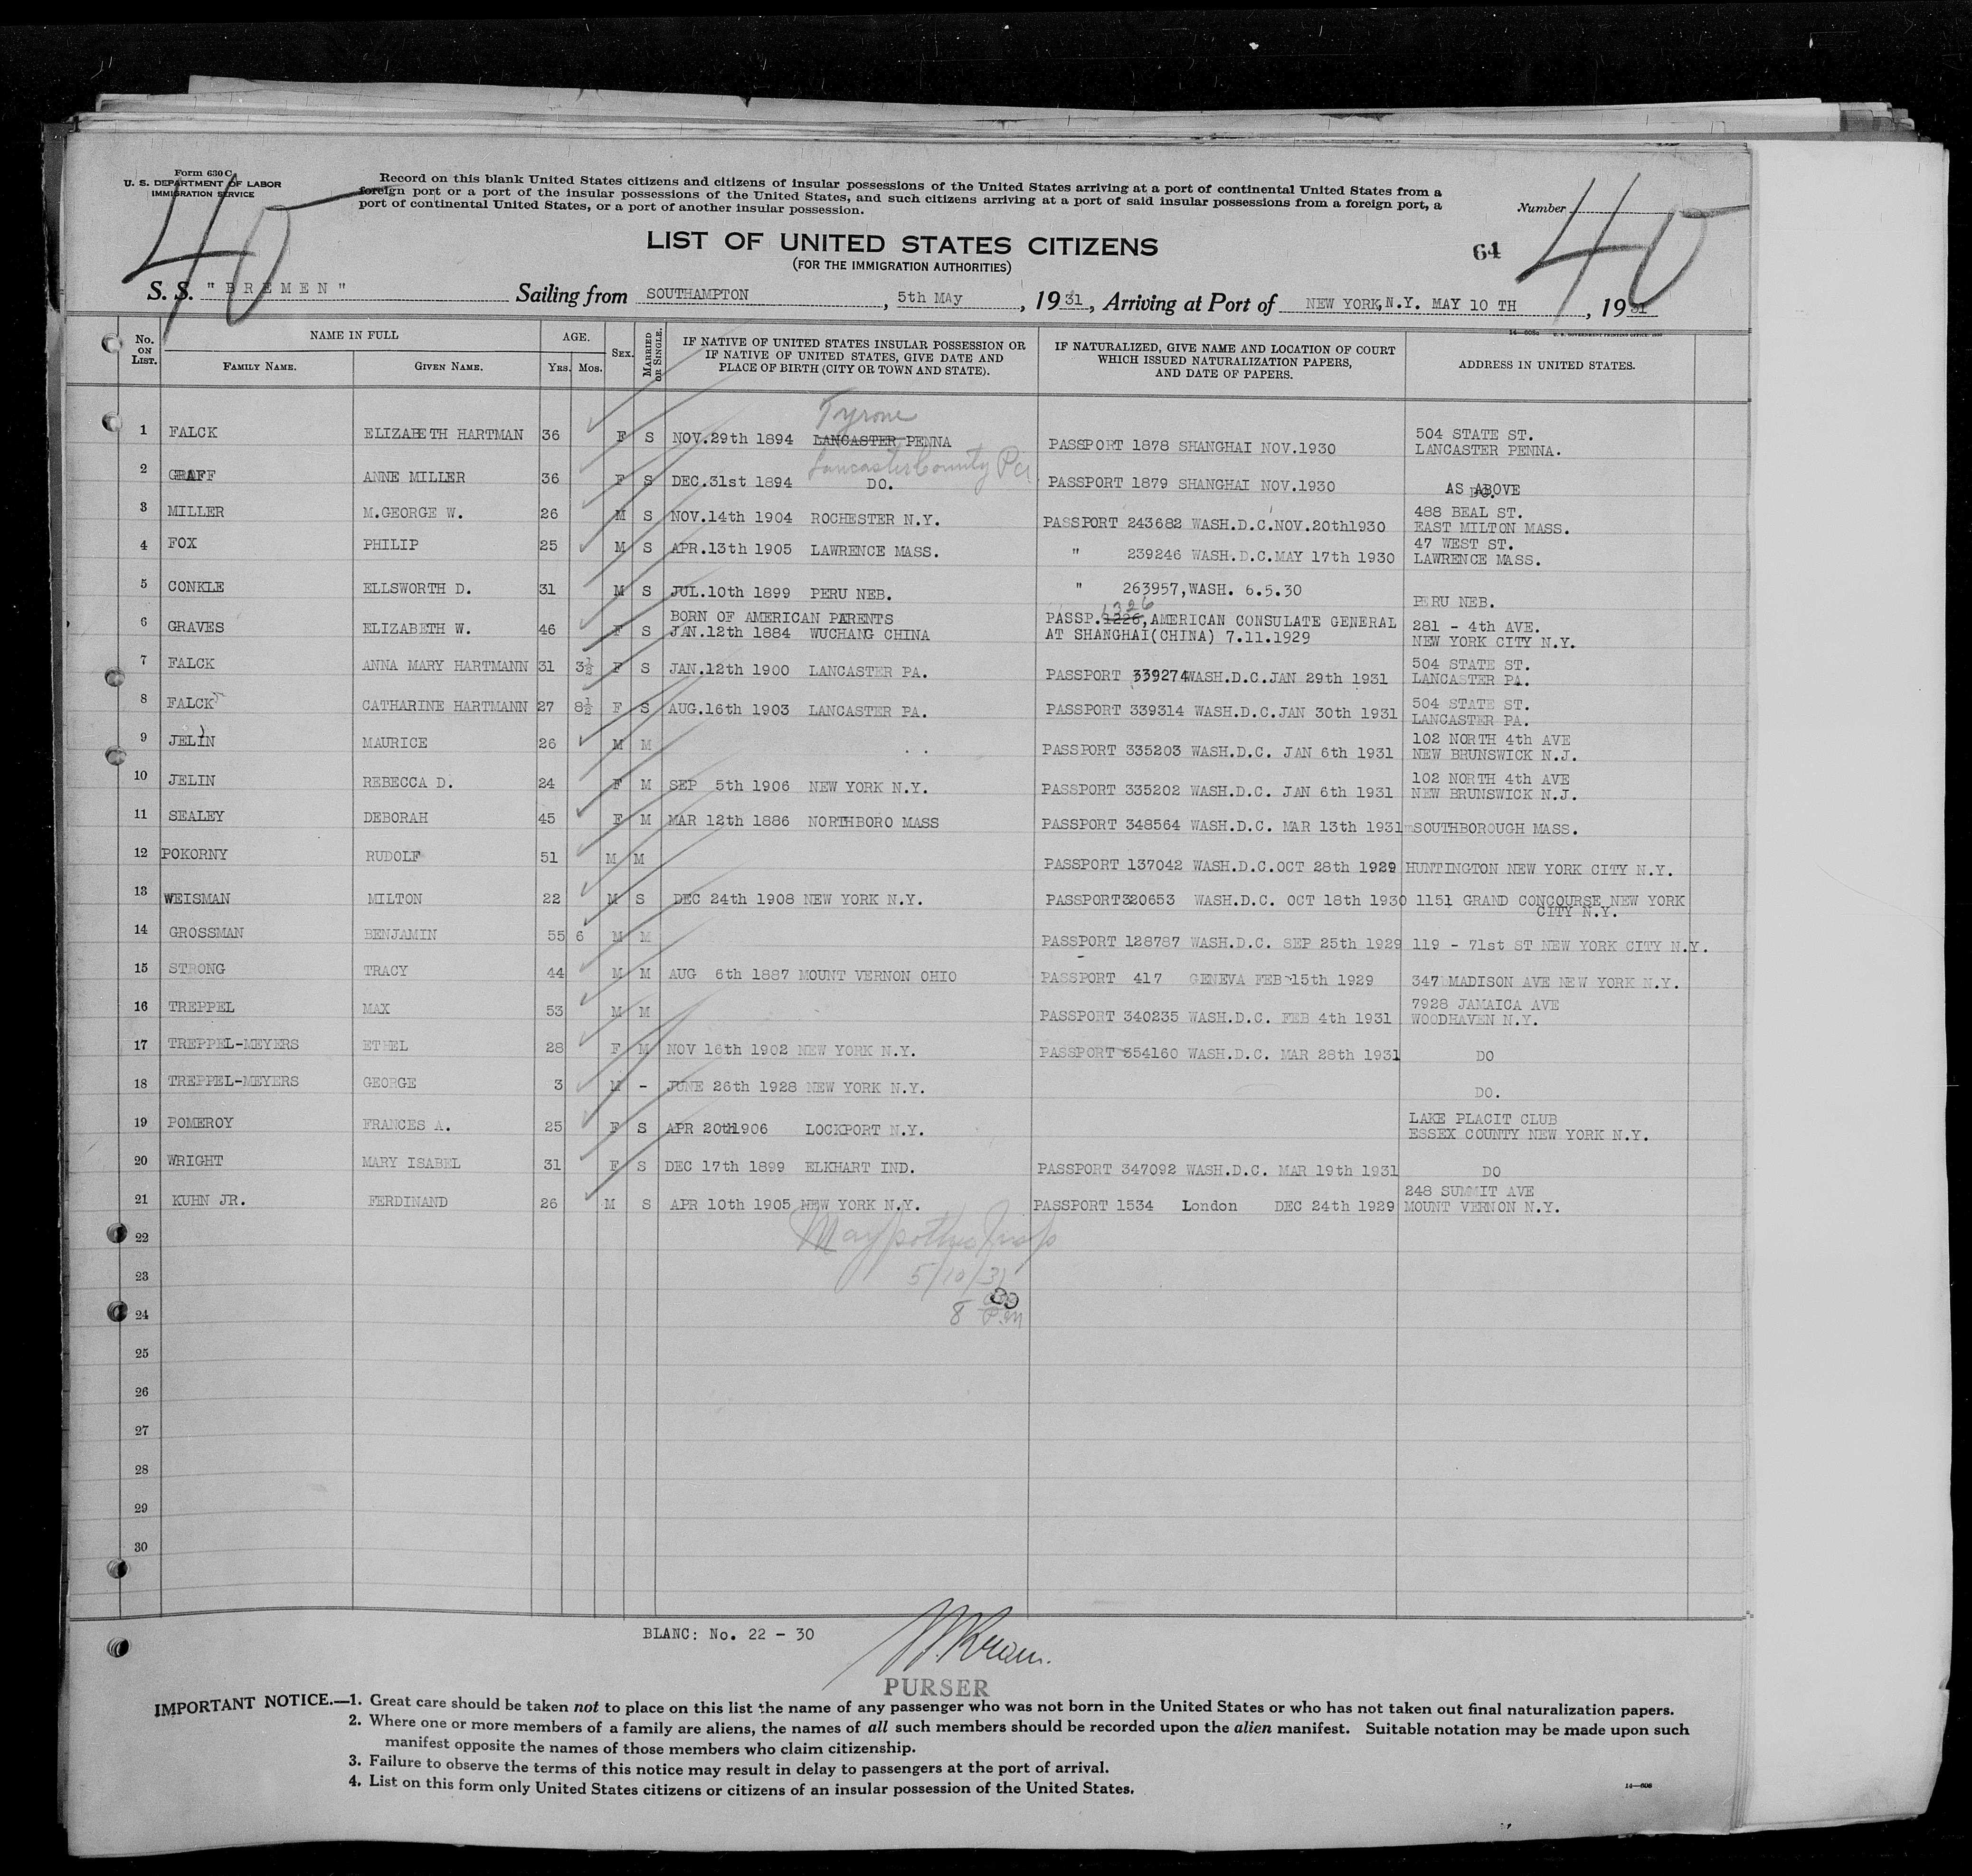 Form 630 C
U. S. DEPARTMENT OF LABOR
IMMIGRATION SERVICE
40
Record on this blank United States citizens and citizens of insular possessions of the United States arriving at a port of continental United States from a
foreign port or a port of the insular possessions of the United States, and such citizens arriving at a port of said insular possessions from a foreign port, a
port of continental United States, or a port of another insular possession.
Number
40
LIST OF UNITED STATES CITIZENS
(FOR THE IMMIGRATION AUTHORITIES)
64
S. S. "BREMEN" Sailing from SOUTHAMPTON, 5th MAy, 1931, Arriving at Port of NEW YORK,N.Y. MAY 10 TH, 1931
No. ON LIST. NAME IN FULL FAMILY NAME. GIVEN NAME. AGE. YRS. MOS. SEX. MARRIED OR SINGLE. IF NATIVE OF UNITED STATES INSULAR POSSESSION OR IF NATIVE OF UNITED STATES, GIVE DATE AND PLACE OF BIRTH (CITY OR TOWN AND STATE). IF NATURALIZED, GIVE NAME AND LOCATION OF COURT WHICH ISSUED NATURALIZATION PAPERS, AND DATE OF PAPERS. ADDRESS IN UNITED STATES.
Tyrone
1 FALCK ELIZABETH HARTMAN 36 F S NOV.29th 1894 LANCASTER PENNA PASSPORT 1878 SHANGHAI NOV.1930 504 STATE ST. LANCASTER PENNA.
Lancaster County Pa
2 GRAFF ANNE MILLER 36 F S DEC.31st 1894 DO. PASSPORT 1879 SHANGHAI NOV.1930 AS ABOVE
3 MILLER M.GEORGE W. 26 M S NOV.14th 1904 ROCHESTER N.Y. PASSPORT 243682 WASH.D.C.NOV.20th1930 488 BEAL ST. EAST MILTON MASS.
4 FOX PHILIP 25 M S APR.13th 1905 LAWRENCE MASS. " 239246 WASH.D.C.MAY 17th 1930 47 WEST ST. LAWRENCE MASS.
5 CONKLE ELLSWORTH D. 31 M S JUL.10th 1899 PERU NEB. " 263957,WASH. 6.5.30 PERU NEB.
6 GRAVES ELIZABETH W. 46 F S BORN OF AMERICAN PARENTS JAN.12th 1884 WUCHANG CHINA PASSP.1226 1326,AMERICAN CONSULATE GENERAL AT SHANGHAI(CHINA) 7.11.1929 281 - 4th AVE. NEW YORK CITY N.Y.
7 FALCK ANNA MARY HARTMANN 31 3½ F S JAN.12th 1900 LANCASTER PA. PASSPORT 339274WASH.D.C.JAN 29th 1931 504 STATE ST. LANCASTER PA.
8 FALCK CATHARINE HARTMANN 27 8½ F S AUG.16th 1903 LANCASTER PA. PASSPORT 339314 WASH.D.C.JAN 30th 1931 504 STATE ST. LANCASTER PA.
9 JELIN MAURICE 26 M M PASSPORT 335203 WASH.D.C. JAN 6th 1931 102 NORTH 4th AVE NEW BRUNSWICK N.J.
10 JELIN REBECCA D. 24 F M SEP 5th 1906 NEW YORK N.Y. PASSPORT 335202 WASH.D.C. JAN 6th 1931 102 NORTH 4th AVE NEW BRUNSWICK N.J.
11 SEALEY DEBORAH 45 F M MAR 12th 1886 NORTHBORO MASS PASSPORT 348564 WASH.D.C. MAR 13th 1931 SOUTHBOROUGH MASS.
12 POKORNY RUDOLF 51 M M PASSPORT 137042 WASH.D.C.OCT 28th 1929 HUNTINGTON NEW YORK CITY N.Y.
13 WEISMAN MILTON 22 M S DEC 24th 1908 NEW YORK N.Y. PASSPORT320653 WASH.D.C. OCT 18th 1930 1151 GRAND CONCOURSE NEW YORK CITY N.Y.
14 GROSSMAN BENJAMIN 55 6 M M PASSPORT 128787 WASH.D.C. SEP 25th 1929 119 - 71st ST NEW YORK CITY N.Y.
15 STRONG TRACY 44 M M AUG 6th 1887 MOUNT VERNON OHIO PASSPORT 417 GENEVA FEB 15th 1929 347 MADISON AVE NEW YORK N.Y.
16 TREPPEL MAX 53 M M PASSPORT 340235 WASH.D.C. FEB 4th 1931 7928 JAMAICA AVE WOODHAVEN N.Y.
17 TREPPEL-MEYERS ETHEL 28 F M NOV 16th 1902 NEW YORK N.Y. PASSPORT 354160 WASH.D.C. MAR 28th 1931 DO
18 TREPPEL-MEYERS GEORGE 3 M - JUNE 26th 1928 NEW YORK N.Y. DO.
19 POMEROY FRANCES A. 25 F S APR 20th1906 LOCKPORT N.Y. LAKE PLACIT CLUB ESSEX COUNTY NEW YORK N.Y.
20 WRIGHT MARY ISABEL 31 F S DEC 17th 1899 ELKHART IND. PASSPORT 347092 WASH.D.C. MAR 19th 1931 DO
21 KUHN JR. FERDINAND 26 M S APR 10th 1905 NEW YORK N.Y. PASSPORT 1534 London DEC 24th 1929 248 SUMMIT AVE MOUNT VERNON N.Y.
22
23 5/10/31
24 8 30 P.M
25
26
27
28
29
30
BLANC: No. 22 - 30
PURSER
IMPORTANT NOTICE.—1. Great care should be taken not to place on this list the name of any passenger who was not born in the United States or who has not taken out final naturalization papers.
2. Where one or more members of a family are aliens, the names of all such members should be recorded upon the alien manifest. Suitable notation may be made upon such
manifest opposite the names of those members who claim citizenship.
3. Failure to observe the terms of this notice may result in delay to passengers at the port of arrival.
4. List on this form only United States citizens or citizens of an insular possession of the United States.
14—606